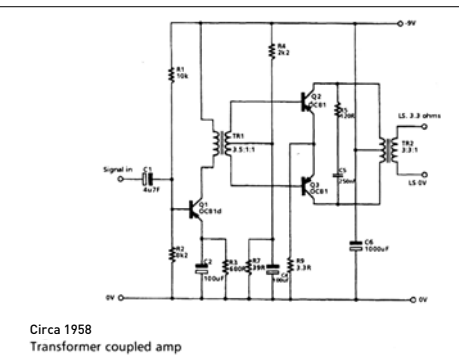 -9V
R4
2k2
R1
10k
Q2
OC81
R5
420R
LS. 3.3 ohms
TR1
3.5:1:1
TR2
3:3:1
Signal in
C1
4u7F
Q3
OC81
C5
250nF
LS 0V
Q1
OC81d
R2
8k2
C2
100uF
R3
680R
R7
39R
C4
100uF
R9
3.3R
C6
1000uF
0V
0V
Circa 1958
Transformer coupled amp